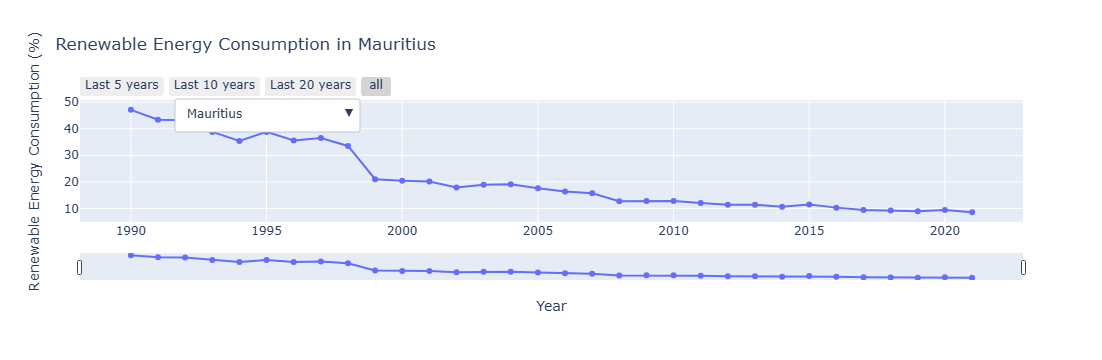 Renewable Energy Consumption in Mauritius
Last 5 years Last 10 years Last 20 years all
Mauritius ▼
Renewable Energy Consumption (%)
50
40
30
20
10
1990 1995 2000 2005 2010 2015 2020
Year